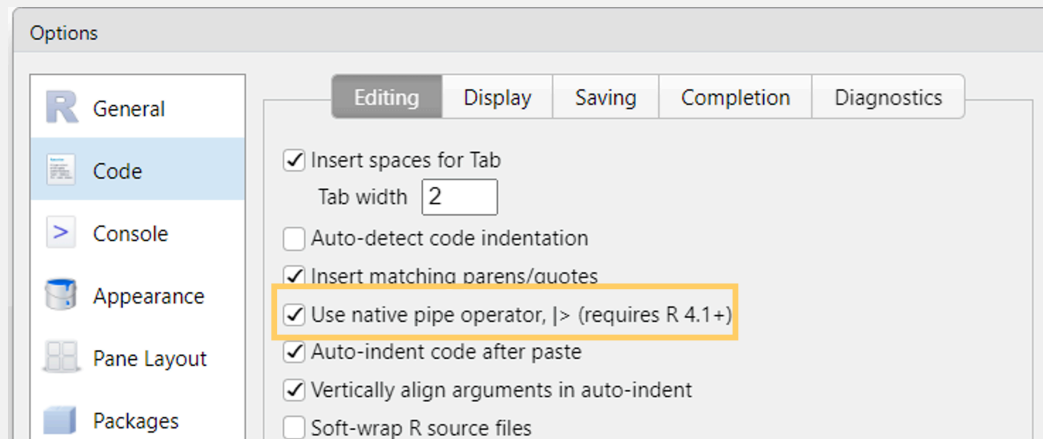 Options
General
Code
Console
Appearance
Pane Layout
Packages
Editing Display Saving Completion Diagnostics
Insert spaces for Tab
Tab width 2
Auto-detect code indentation
Insert matching parens/quotes
Use native pipe operator, |> (requires R 4.1+)
Auto-indent code after paste
Vertically align arguments in auto-indent
Soft-wrap R source files